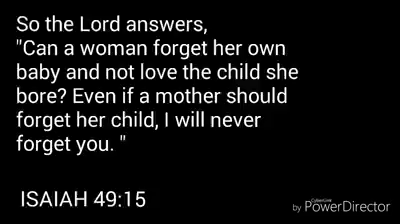 So the Lord answers,
"Can a woman forget her own
baby and not love the child she
bore? Even if a mother should
forget her child, I will never
forget you. "
ISAIAH 49:15
by CyberLink PowerDirector